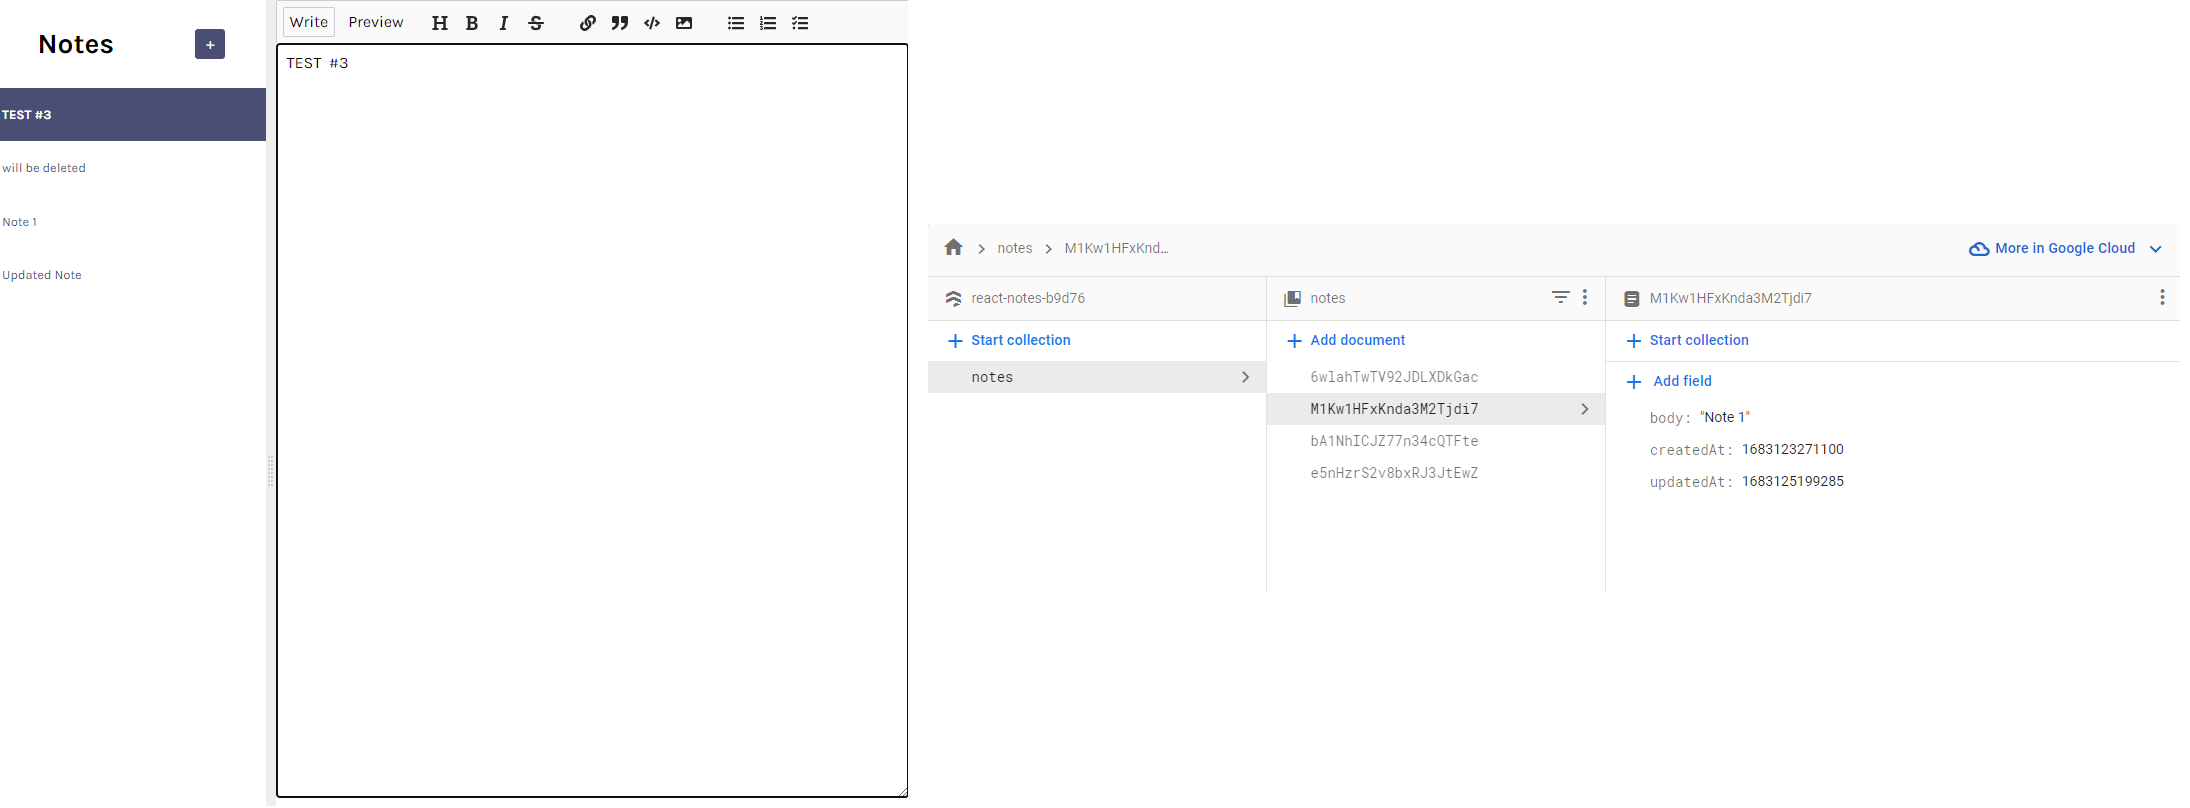 Notes
+
TEST #3
will be deleted
Note 1
Updated Note
Write Preview H B I S
TEST #3
notes M1Kw1HFxKnd...
More in Google Cloud
react-notes-b9d76
Start collection
notes
notes
Add document
6wlahTwTV92JDLXDkGac
M1Kw1HFxKnda3M2Tjdi7
bA1NhICJZ77n34cQTFte
e5nHzrS2v8bxRJ3JtEwZ
M1Kw1HFxKnda3M2Tjdi7
Start collection
Add field
body: "Note 1"
createdAt: 1683123271100
updatedAt: 1683125199285